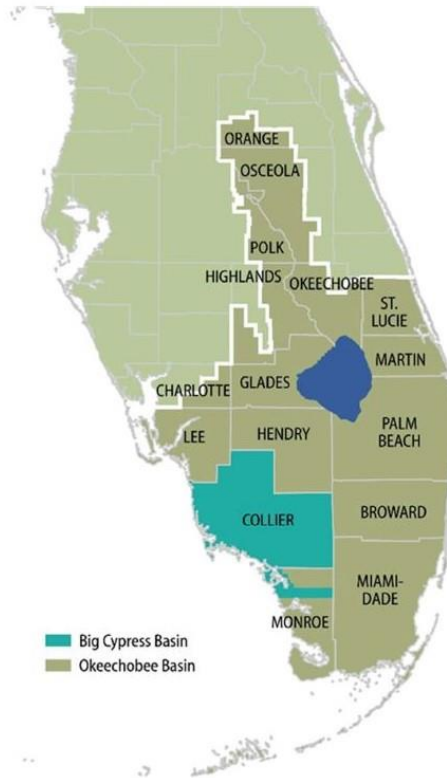 ORANGE
OSCEOLA
POLK
HIGHLANDS
OKEECHOBEE
ST.
LUCIE
MARTIN
CHARLOTTE
GLADES
LEE
HENDRY
PALM
BEACH
COLLIER
BROWARD
MIAMI-
DADE
MONROE
Big Cypress Basin
Okeechobee Basin